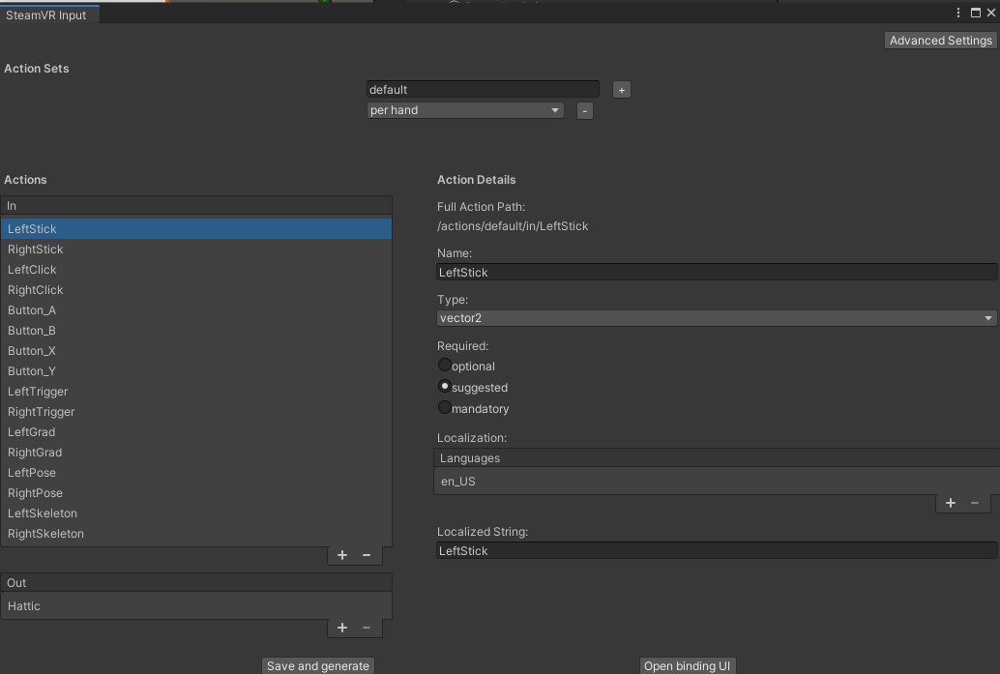 SteamVR Input
Advanced Settings
Action Sets
default
+
per hand
-
Actions
In
LeftStick
RightStick
LeftClick
RightClick
Button_A
Button_B
Button_X
Button_Y
LeftTrigger
RightTrigger
LeftGrad
RightGrad
LeftPose
RightPose
LeftSkeleton
RightSkeleton
+ −
Out
Hattic
+ −
Save and generate
Action Details
Full Action Path:
/actions/default/in/LeftStick
Name:
LeftStick
Type:
vector2
Required:
optional
suggested
mandatory
Localization:
Languages
en_US
+ −
Localized String:
LeftStick
Open binding UI